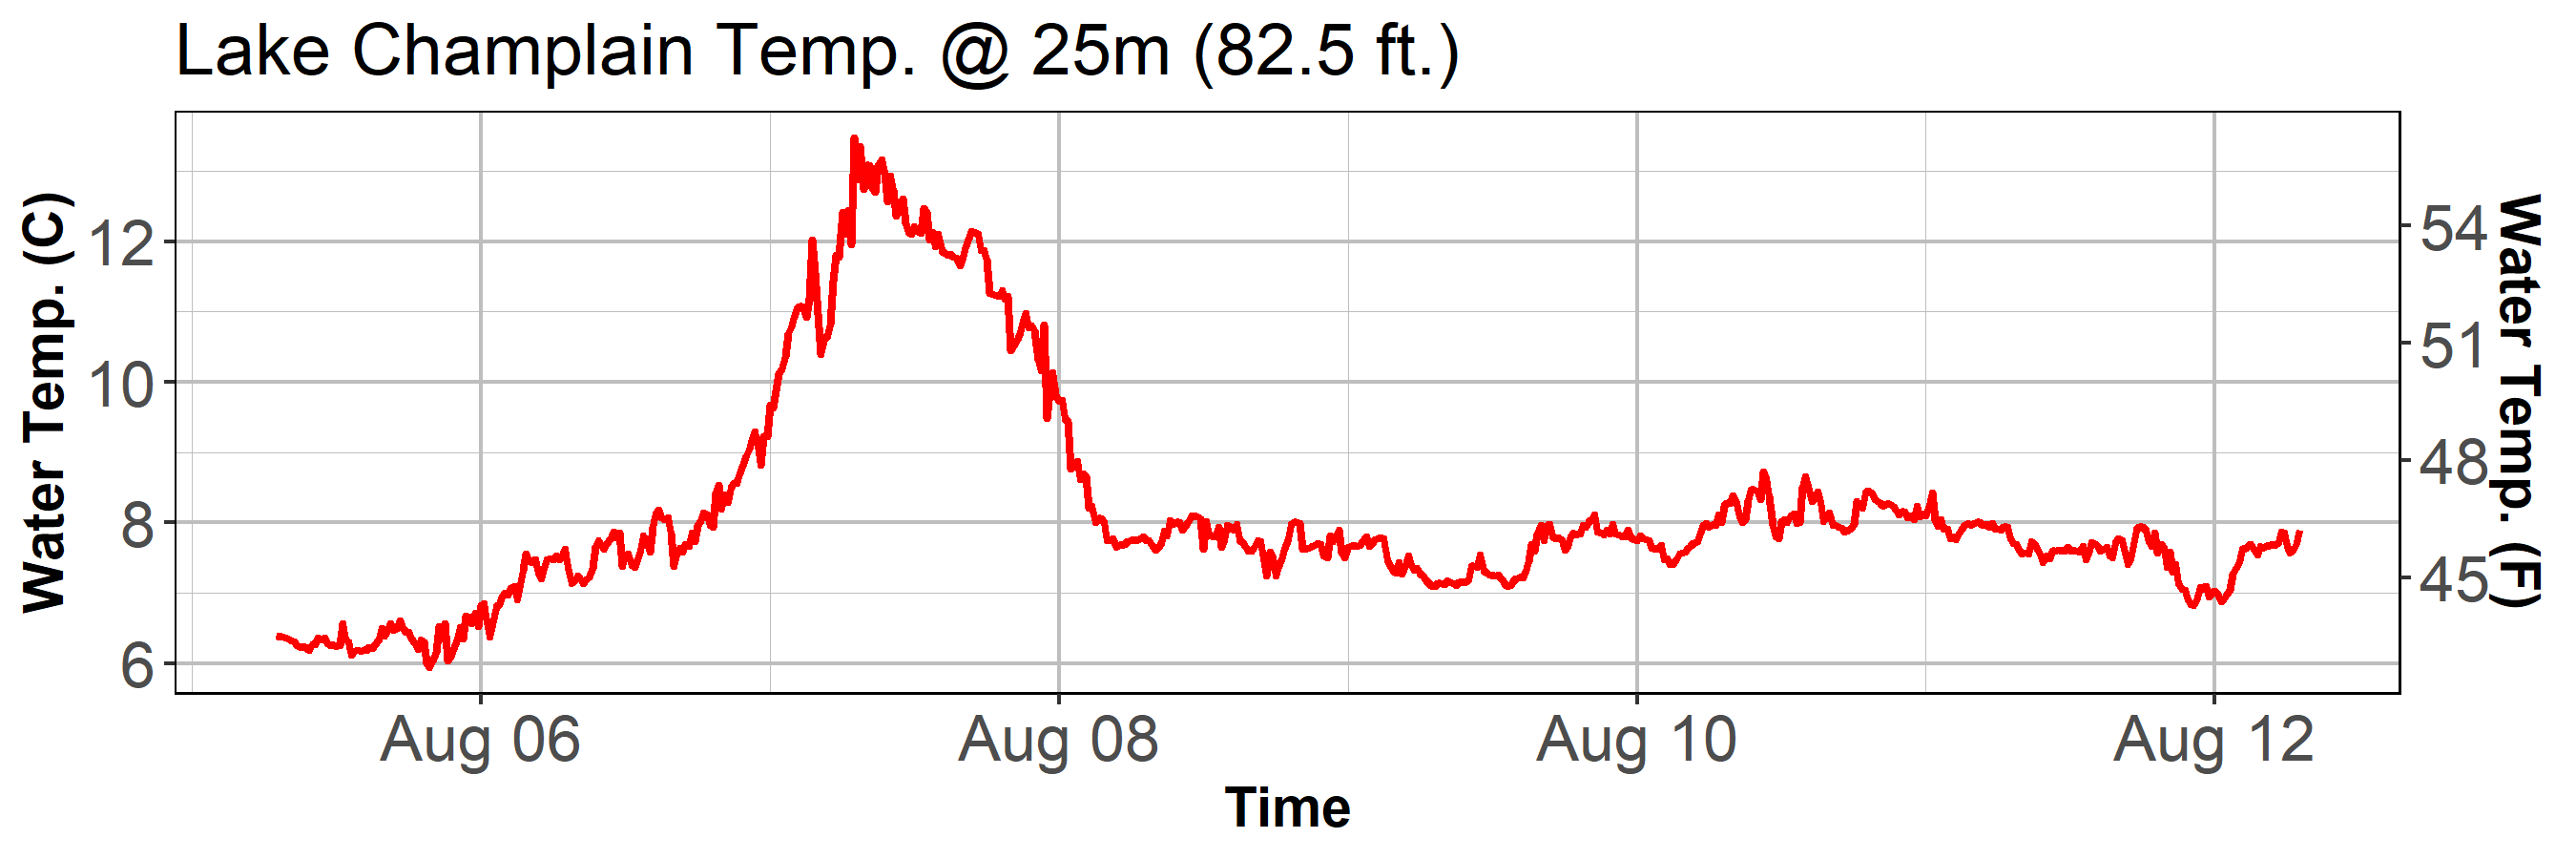 Lake Champlain Temp. @ 25m (82.5 ft.)
Water Temp. (C)
12
10
8
6
54
51
48
45
Water Temp. (F)
Aug 06
Aug 08
Aug 10
Aug 12
Time